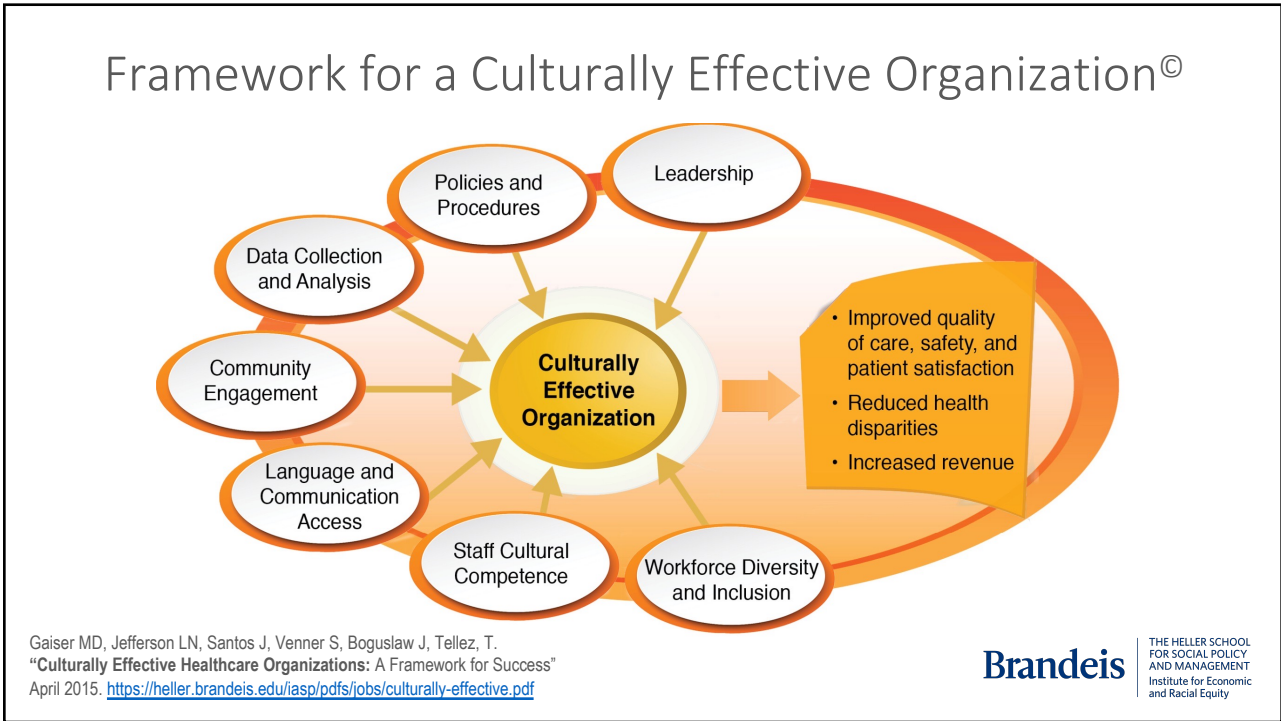 Framework for a Culturally Effective Organization©
Leadership
Policies and
Procedures
Data Collection
and Analysis
Community
Engagement
Language and
Communication
Access
Staff Cultural
Competence
Workforce Diversity
and Inclusion
Culturally
Effective
Organization
• Improved quality
of care, safety, and
patient satisfaction
• Reduced health
disparities
• Increased revenue
Gaiser MD, Jefferson LN, Santos J, Venner S, Boguslaw J, Tellez, T.
“Culturally Effective Healthcare Organizations: A Framework for Success”
April 2015. https://heller.brandeis.edu/iasp/pdfs/jobs/culturally-effective.pdf
Brandeis
THE HELLER SCHOOL
FOR SOCIAL POLICY
AND MANAGEMENT
Institute for Economic
and Racial Equity